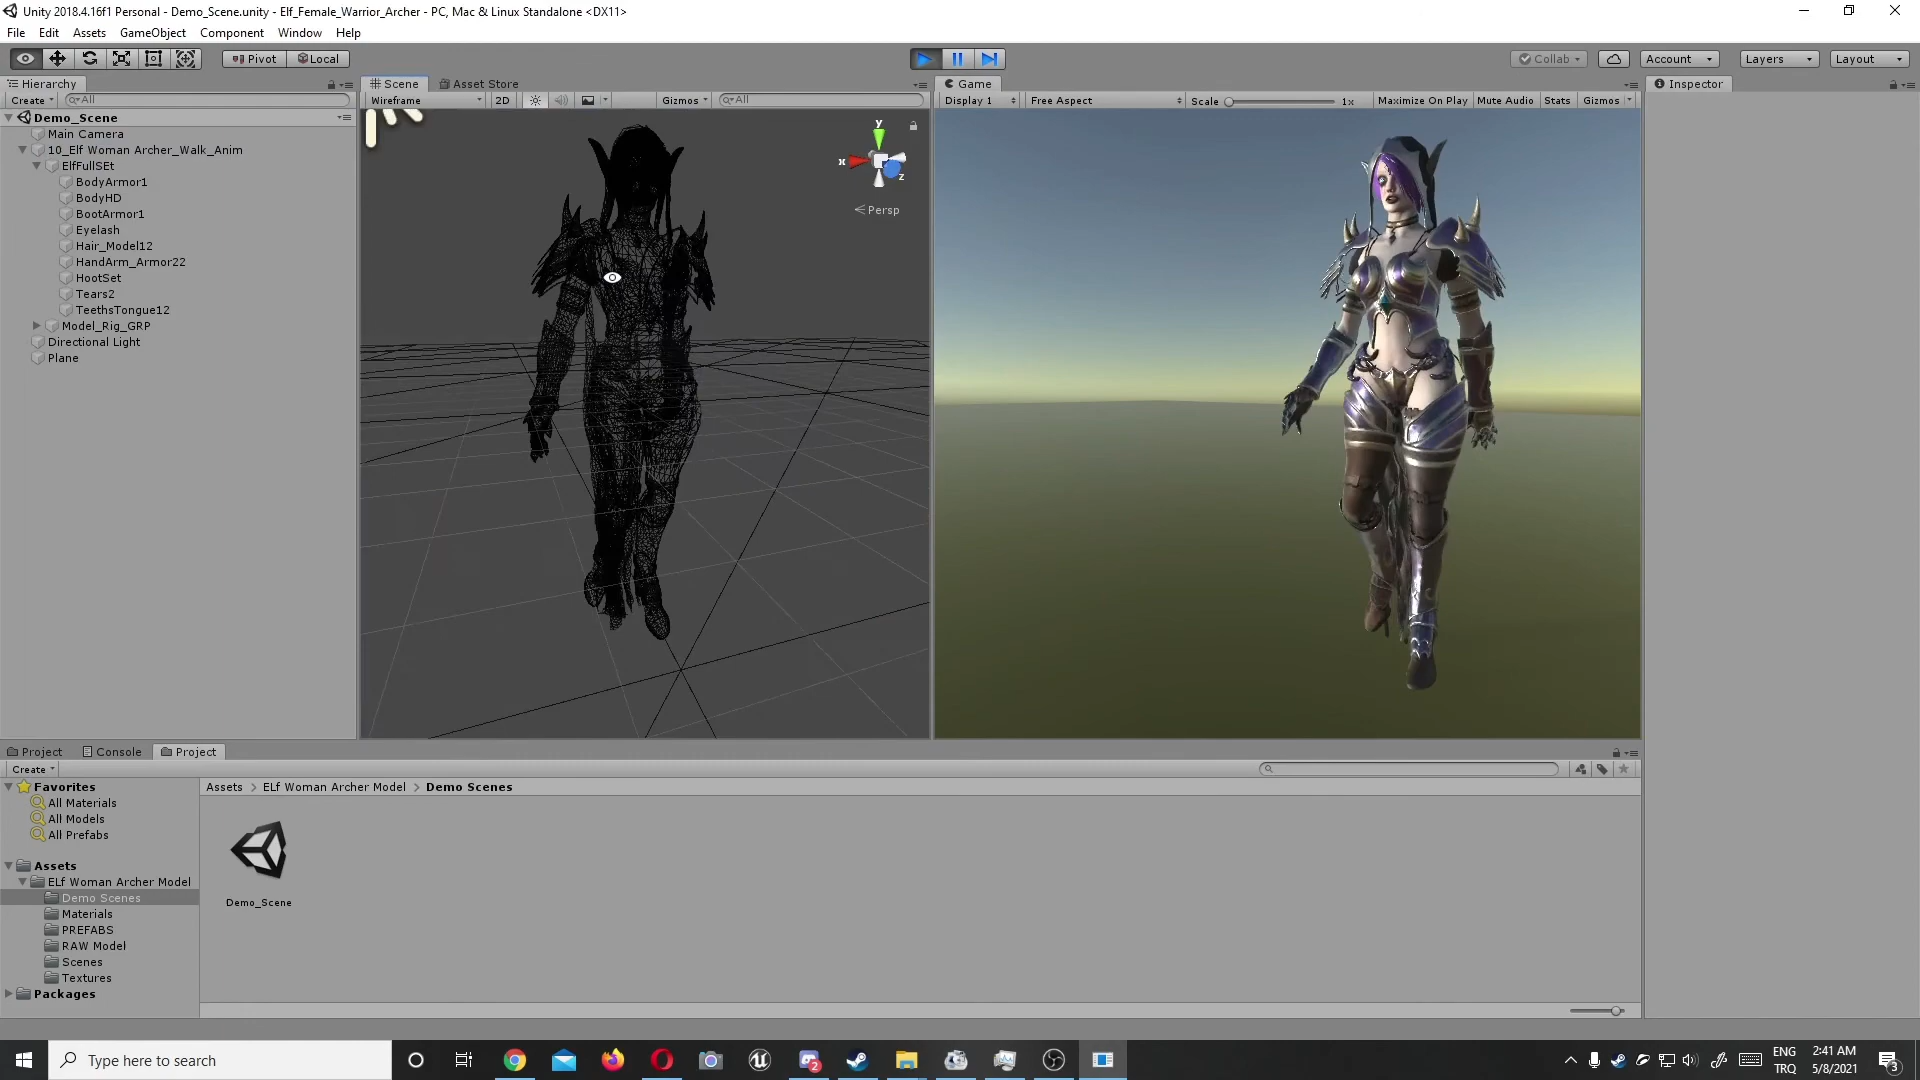 Unity 2018.4.16f1 Personal - Demo_Scene.unity - Elf_Female_Warrior_Archer - PC, Mac & Linux Standalone <DX11>
File Edit Assets GameObject Component Window Help
Pivot Local Collab Account Layers Layout
Hierarchy
Create All
Demo_Scene
Main Camera
10_Elf Woman Archer_Walk_Anim
ElfFullSEt
BodyArmor1
BodyHD
BootArmor1
Eyelash
Hair_Model12
HandArm_Armor22
HootSet
Tears2
TeethsTongue12
Model_Rig_GRP
Directional Light
Plane
Scene Asset Store
Wireframe 2D Gizmos All
y
x
z
Persp
Game
Display 1 Free Aspect Scale 1x Maximize On Play Mute Audio Stats Gizmos
Inspector
Project Console Project
Create
Favorites
All Materials
All Models
All Prefabs
Assets
ELf Woman Archer Model
Demo Scenes
Materials
PREFABS
RAW Model
Scenes
Textures
Packages
Assets > ELf Woman Archer Model > Demo Scenes
Demo_Scene
Type here to search
2
ENG
TRQ
2:41 AM
5/8/2021
3